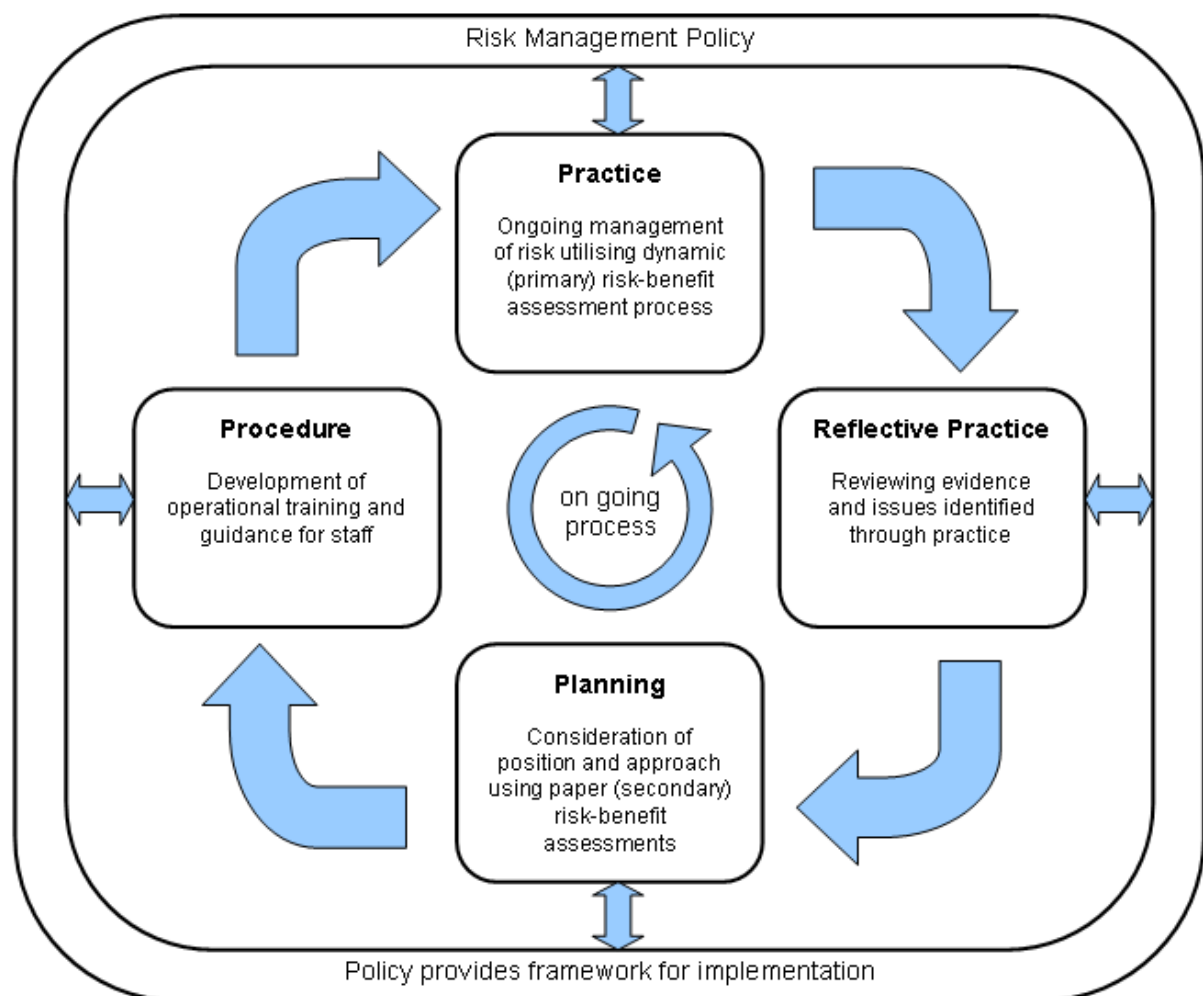 Risk Management Policy
Practice
Ongoing management
of risk utilising dynamic
(primary) risk-benefit
assessment process
Procedure
Development of
operational training and
guidance for staff
on going
process
Reflective Practice
Reviewing evidence
and issues identified
through practice
Planning
Consideration of
position and approach
using paper (secondary)
risk-benefit
assessments
Policy provides framework for implementation